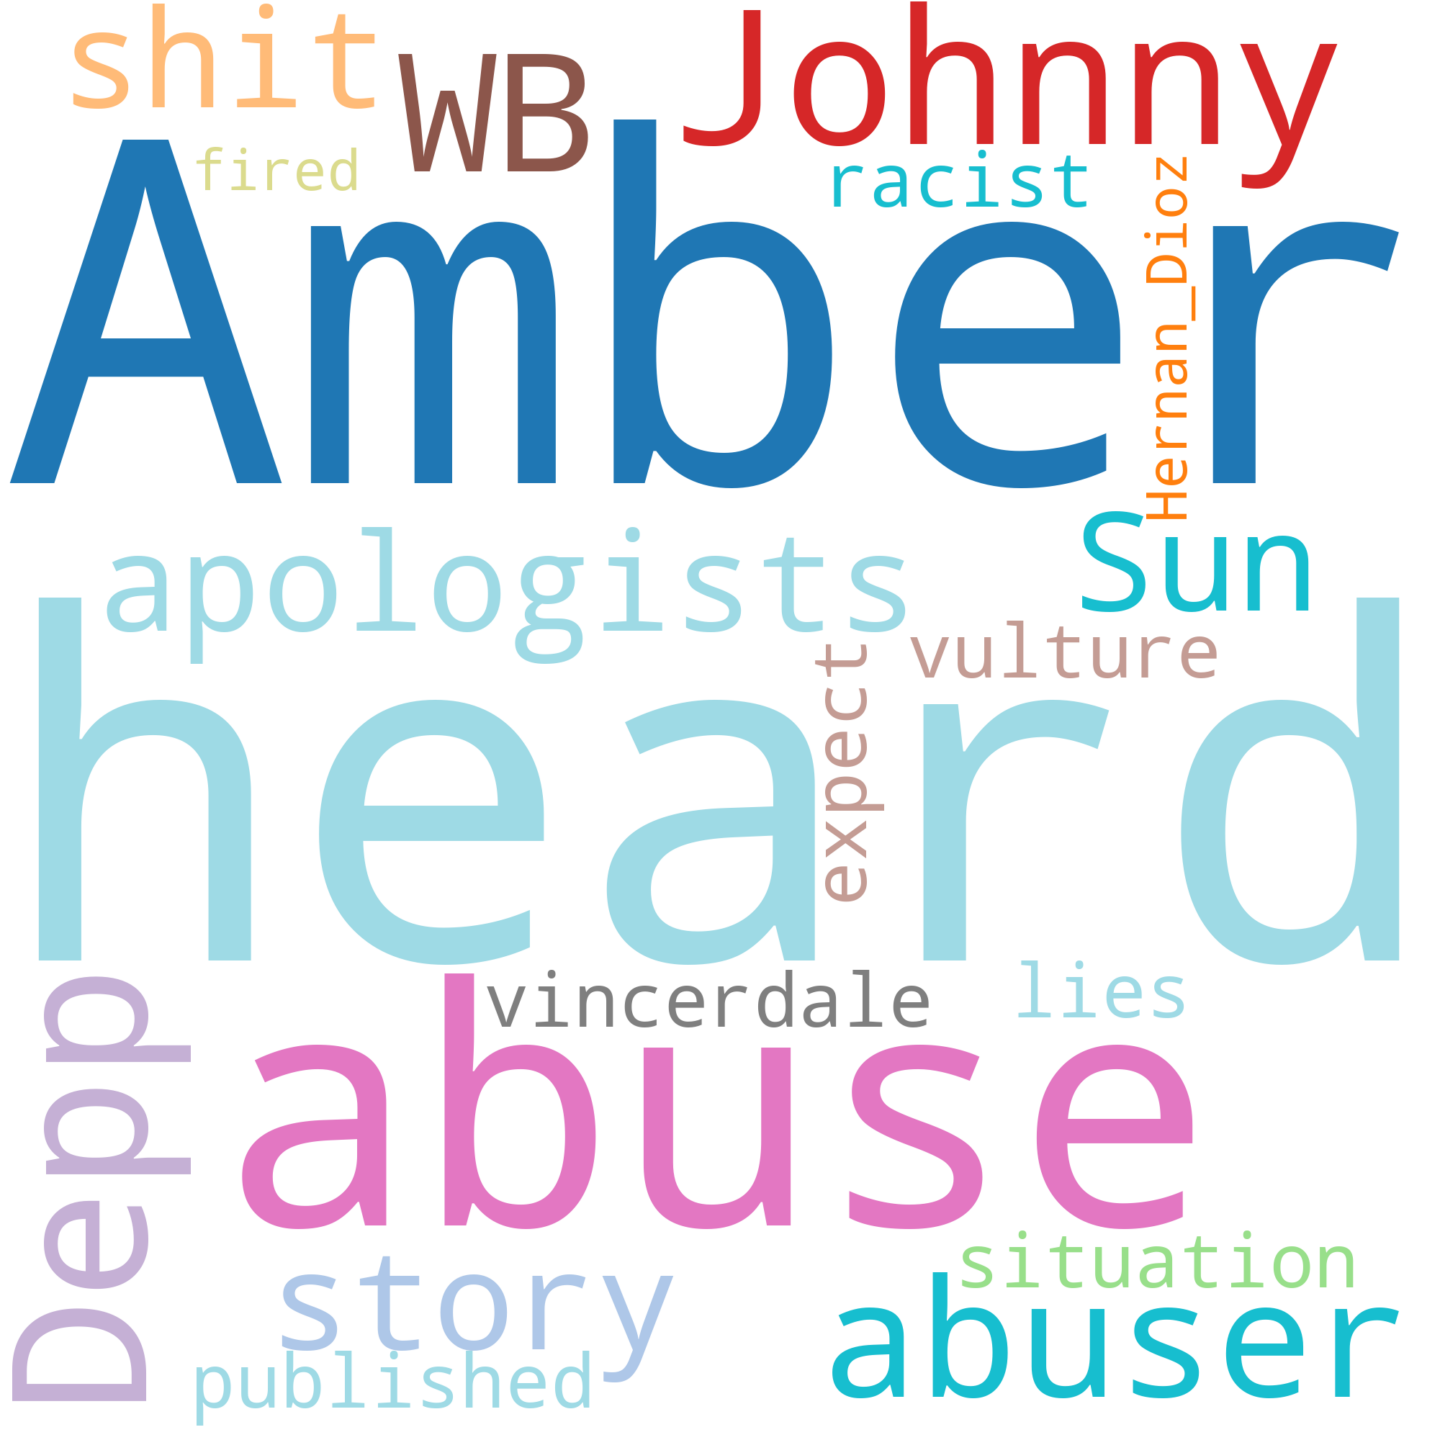 shit
WB
Johnny
fired
racist
Amber
Hernan_Dioz
apologists
Sun
vulture
expect
heard
vincerdale
lies
Depp
abuse
situation
story
abuser
published